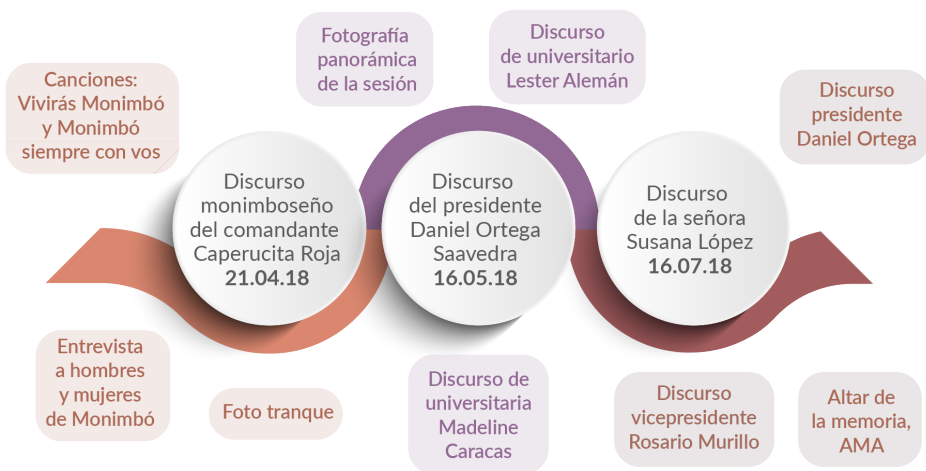 Canciones:
Vivirás Monimbó
y Monimbó
siempre con vos
Fotografía
panorámica
de la sesión
Discurso
de universitario
Lester Alemán
Discurso
presidente
Daniel Ortega
Discurso
monimboseño
del comandante
Caperucita Roja
21.04.18
Discurso
del presidente
Daniel Ortega
Saavedra
16.05.18
Discurso
de la señora
Susana López
16.07.18
Entrevista
a hombres
y mujeres
de Monimbó
Foto tranque
Discurso de
universitaria
Madeline
Caracas
Discurso
vicepresidente
Rosario Murillo
Altar de
la memoria,
AMA